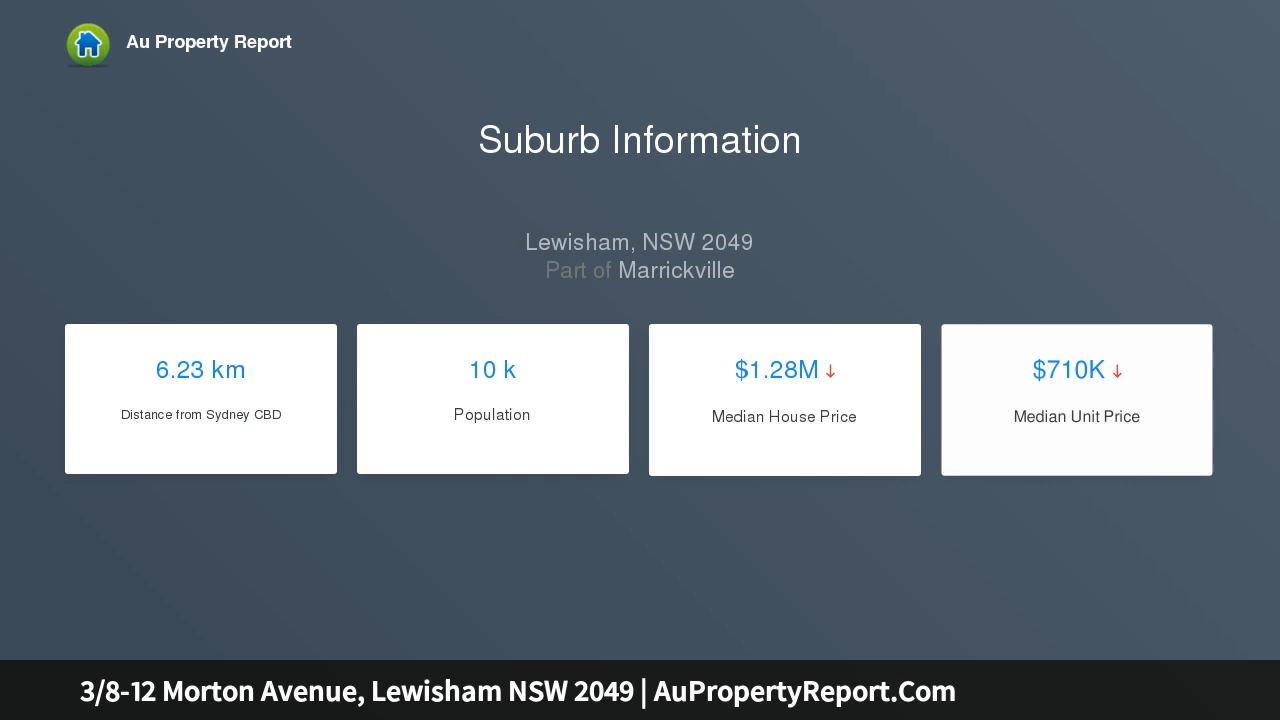 Au Property Report
Suburb Information
Lewisham, NSW 2049
Part of Marrickville
6.23 km
Distance from Sydney CBD
10 k
Population
$1.28M ↓
Median House Price
$710K ↓
Median Unit Price
3/8-12 Morton Avenue, Lewisham NSW 2049 | AuPropertyReport.Com